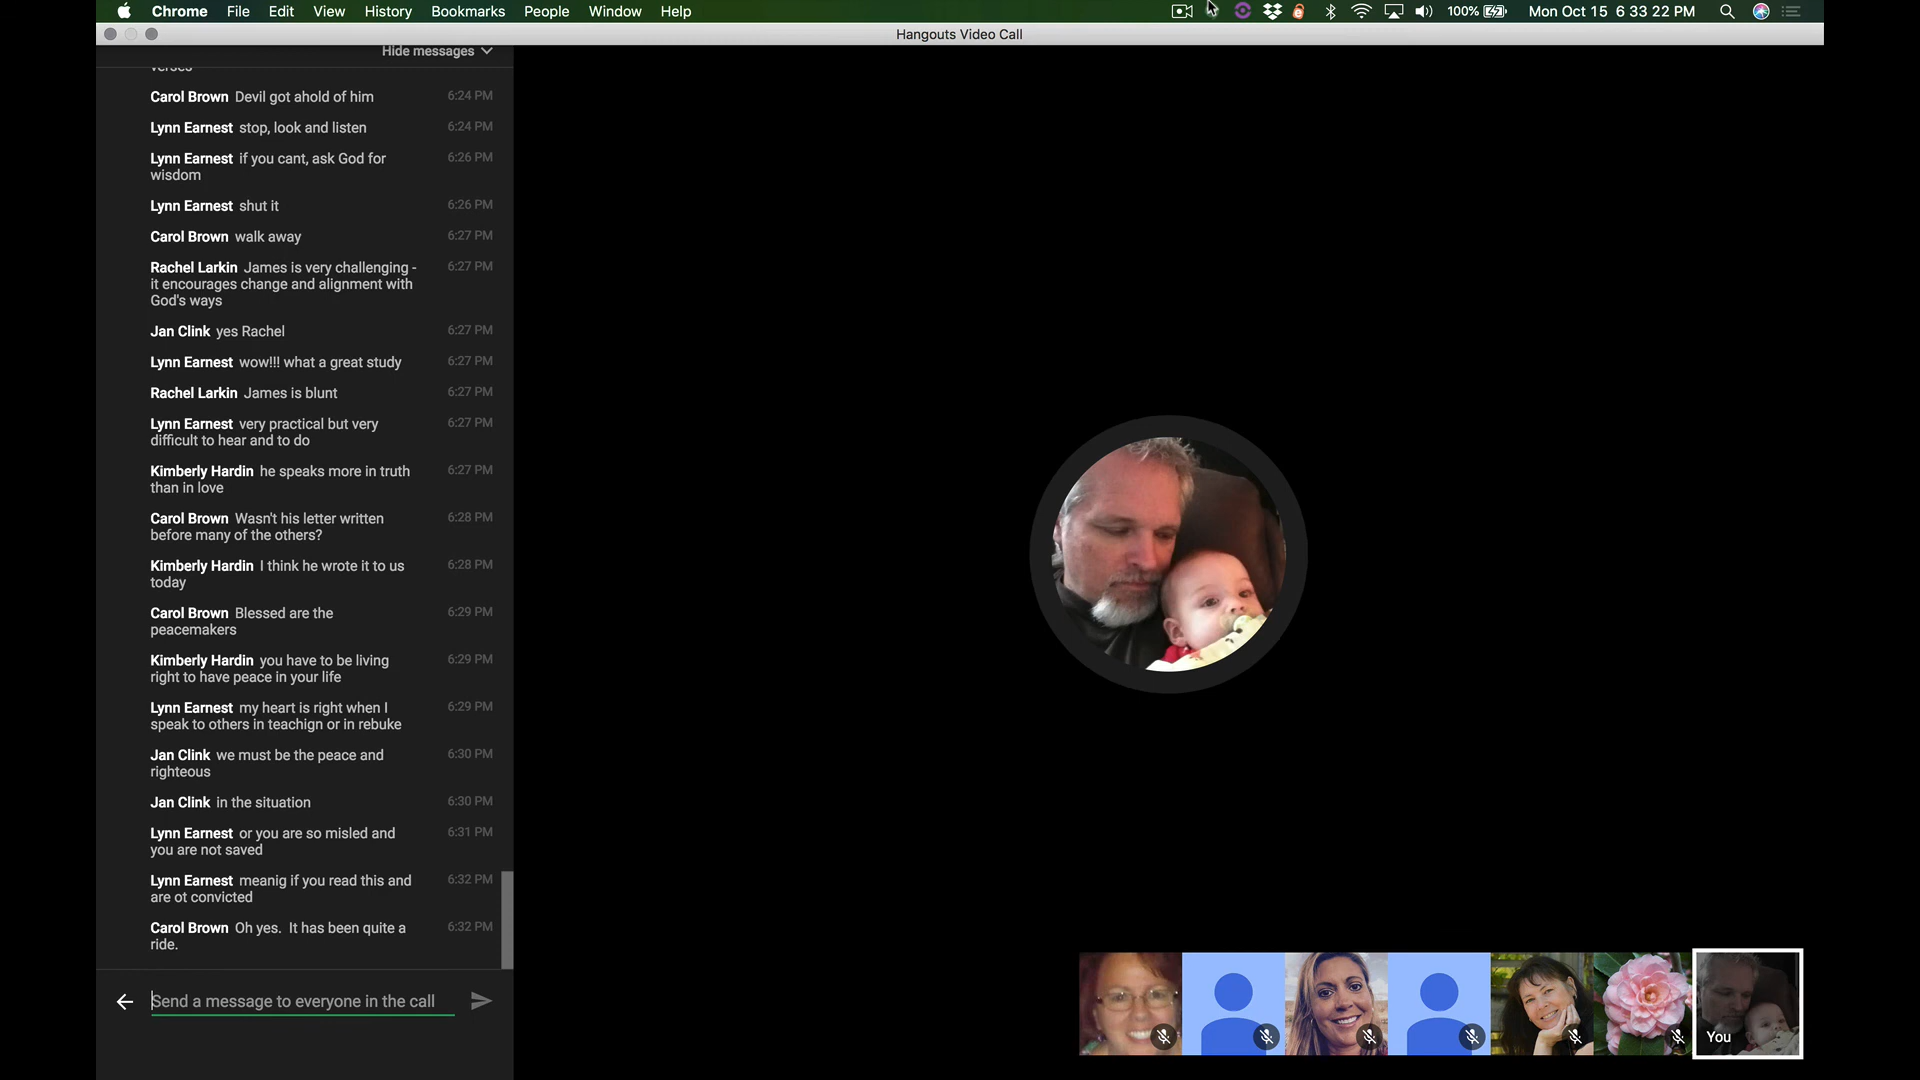 Chrome File Edit View History Bookmarks People Window Help
100% Mon Oct 15 6 33 22 PM
Hangouts Video Call
Hide messages
verses
Carol Brown Devil got ahold of him 6:24 PM
Lynn Earnest stop, look and listen 6:24 PM
Lynn Earnest if you cant, ask God for 6:26 PM
wisdom
Lynn Earnest shut it 6:26 PM
Carol Brown walk away 6:27 PM
Rachel Larkin James is very challenging - 6:27 PM
it encourages change and alignment with
God's ways
Jan Clink yes Rachel 6:27 PM
Lynn Earnest wow!!! what a great study 6:27 PM
Rachel Larkin James is blunt 6:27 PM
Lynn Earnest very practical but very 6:27 PM
difficult to hear and to do
Kimberly Hardin he speaks more in truth 6:27 PM
than in love
Carol Brown Wasn't his letter written 6:28 PM
before many of the others?
Kimberly Hardin I think he wrote it to us 6:28 PM
today
Carol Brown Blessed are the 6:29 PM
peacemakers
Kimberly Hardin you have to be living 6:29 PM
right to have peace in your life
Lynn Earnest my heart is right when I 6:29 PM
speak to others in teachign or in rebuke
Jan Clink we must be the peace and 6:30 PM
righteous
Jan Clink in the situation 6:30 PM
Lynn Earnest or you are so misled and 6:31 PM
you are not saved
Lynn Earnest meanig if you read this and 6:32 PM
are ot convicted
Carol Brown Oh yes. It has been quite a 6:32 PM
ride.
Send a message to everyone in the call
You